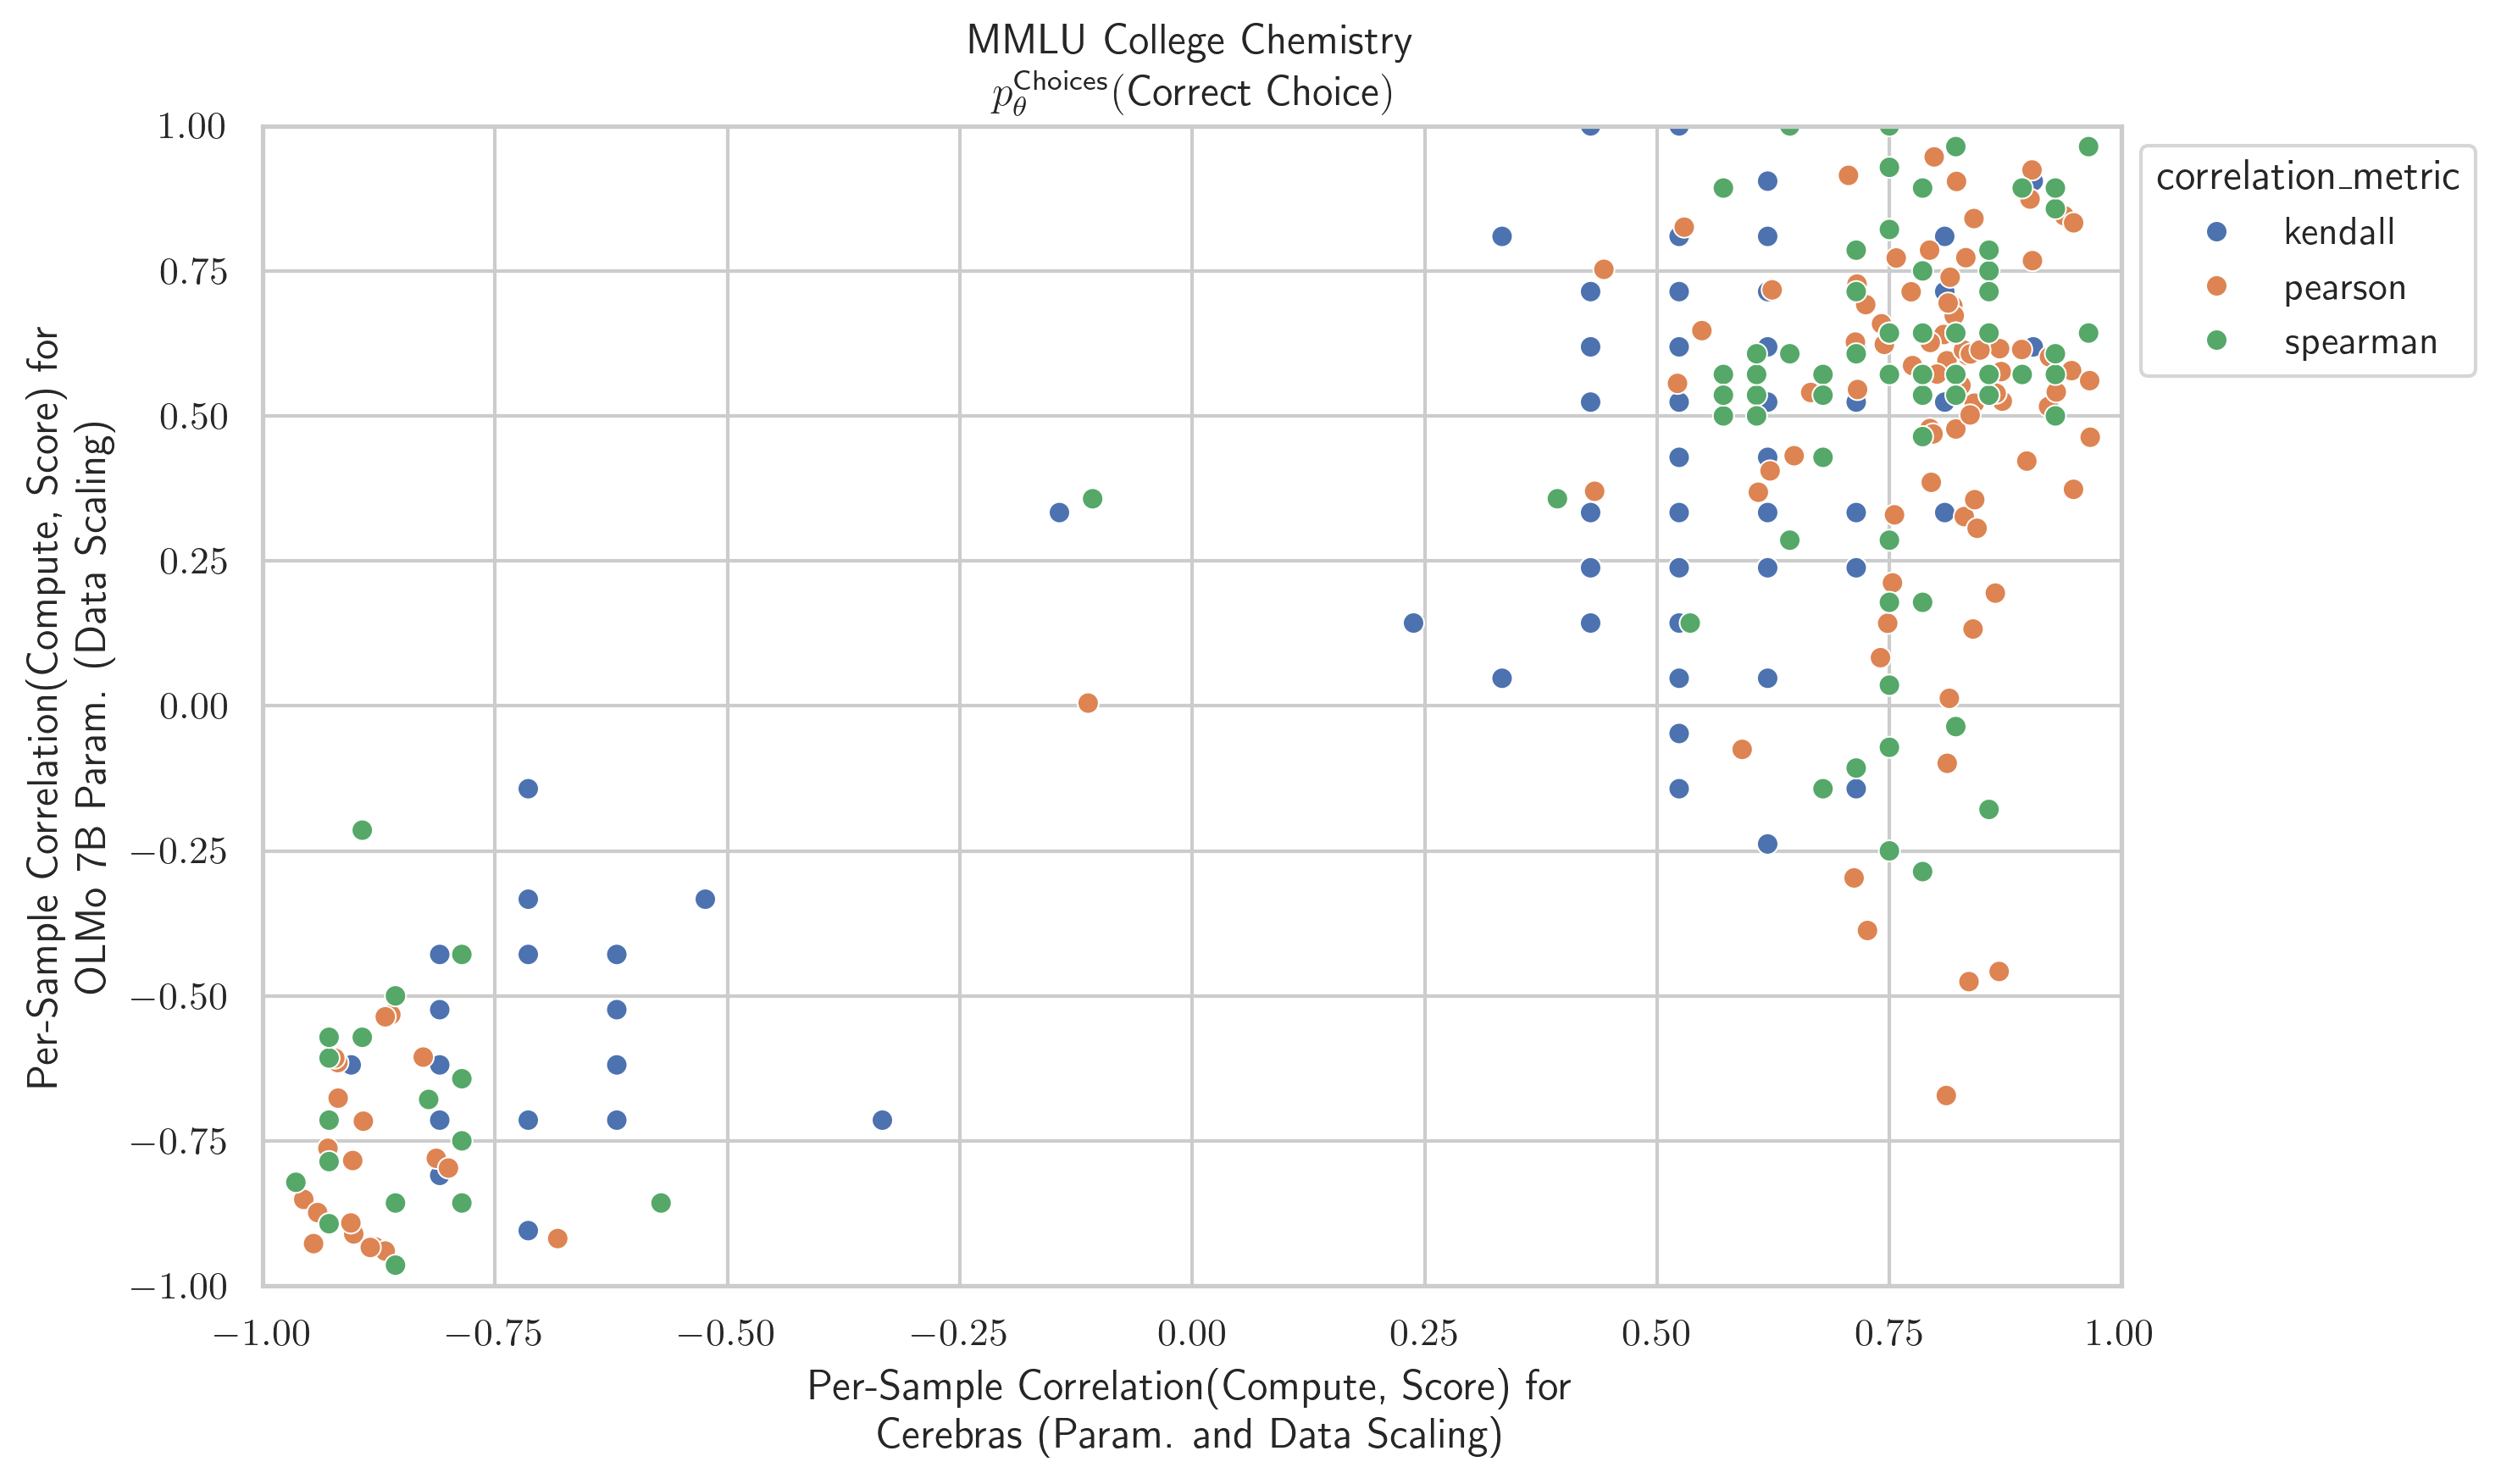 MMLU College Chemistry
p_θ^Choices(Correct Choice)
1.00
0.75
0.50
0.25
0.00
−0.25
−0.50
−0.75
−1.00
Per-Sample Correlation(Compute, Score) for
OLMo 7B Param. (Data Scaling)
−1.00
−0.75
−0.50
−0.25
0.00
0.25
0.50
0.75
1.00
Per-Sample Correlation(Compute, Score) for
Cerebras (Param. and Data Scaling)
correlation_metric
kendall
pearson
spearman